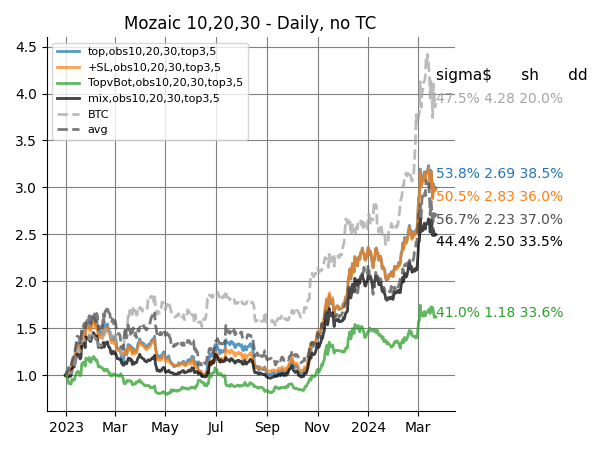 Mozaic 10,20,30 - Daily, no TC
top,obs10,20,30,top3,5
+SL,obs10,20,30,top3,5
TopvBot,obs10,20,30,top3,5
mix,obs10,20,30,top3,5
BTC
avg
sigma$ sh dd
47.5% 4.28 20.0%
53.8% 2.69 38.5%
50.5% 2.83 36.0%
56.7% 2.23 37.0%
44.4% 2.50 33.5%
41.0% 1.18 33.6%
4.5
4.0
3.5
3.0
2.5
2.0
1.5
1.0
2023 Mar May Jul Sep Nov 2024 Mar